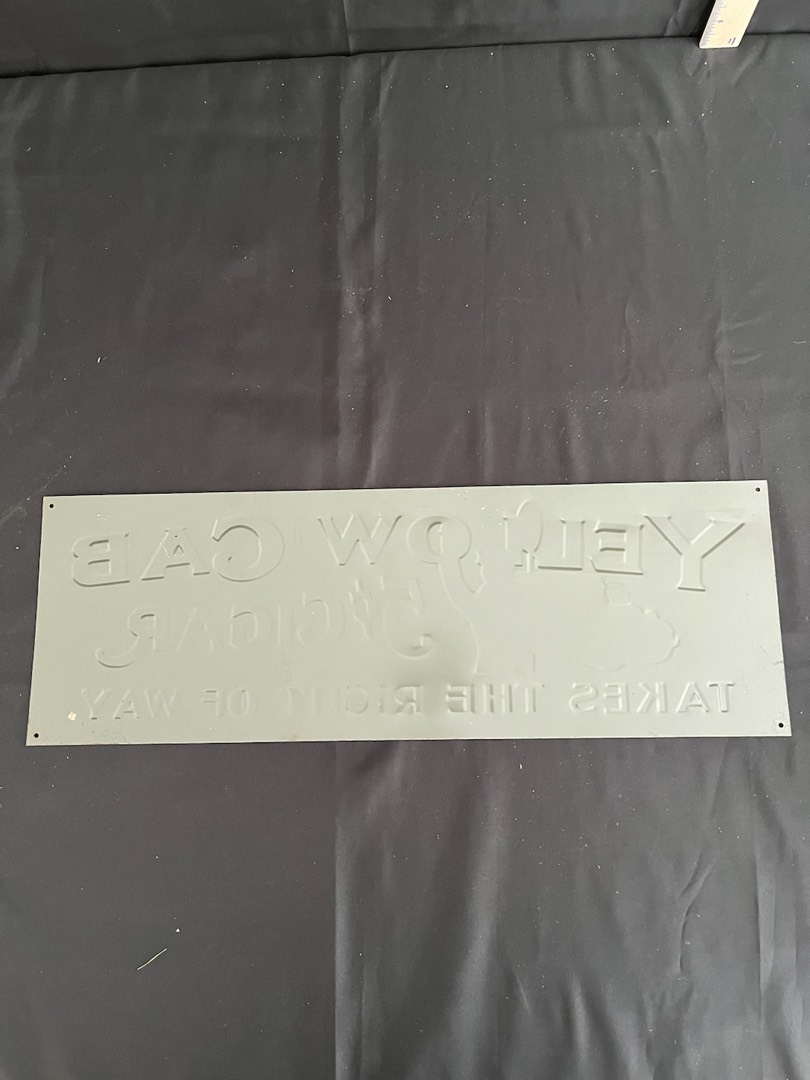 YELLOW CAB
5¢ CIGAR
TAKES THE RIGHT OF WAY